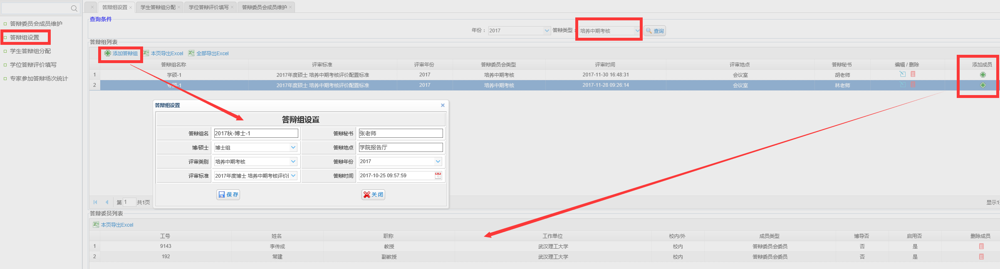 答辩组设置 学生答辩组分配 学位答辩评价填写 答辩委员会成员维护
答辩委员会成员维护
答辩组设置
学生答辩组分配
学位答辩评价填写
专家参加答辩场次统计
查询条件
年份： 2017 答辩类型： 培养中期考核 查询
答辩组列表
添加答辩组 本页导出Excel 全部导出Excel
答辩组名称 评审标准 评审年份 答辩委员会类型 评审时间 评审地点 答辩秘书 编辑 / 删除 添加成员
1 学硕-1 2017年度硕士 培养中期考核评价配置标准 2017 培养中期考核 2017-11-30 16:48:31 会议室 胡老师
2 专硕-1 2017年度硕士 培养中期考核评价配置标准 2017 培养中期考核 2017-11-28 09:26:14 会议室 林老师
答辩组设置
答辩组设置
答辩组名 2017秋-博士-1 答辩秘书 张老师
博/硕士 博士组 答辩地点 学院报告厅
评审类别 培养中期考核 答辩年份 2017
评审标准 2017年度博士 培养中期考核评价 答辩时间 2017-10-25 09:57:59
保 存 关 闭
第 1 共1页 显示1
答辩委员列表
本页导出Excel
工号 姓名 职称 工作单位 校内/外 成员类型 博导否 启用否 删除成员
1 9143 李传成 教授 武汉理工大学 校内 答辩委员会委员 否 是
2 192 常建 副教授 武汉理工大学 校内 答辩委员会委员 否 是